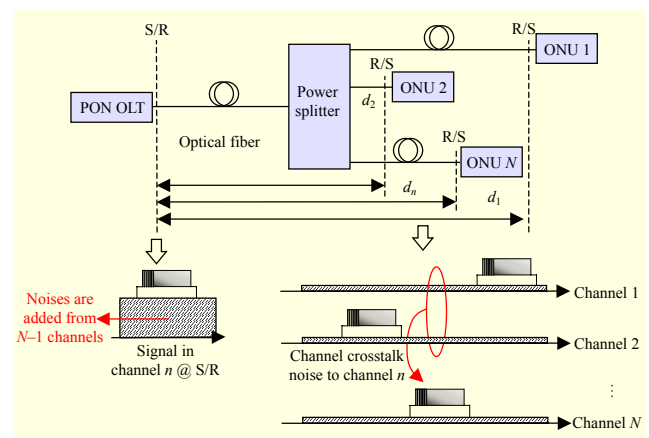 S/R
R/S
ONU 1
R/S
ONU 2
d2
PON OLT
Power
splitter
Optical fiber
R/S
ONU N
dn
d1
Noises are
added from
N–1 channels
Signal in
channel n @ S/R
Channel 1
Channel 2
Channel crosstalk
noise to channel n
⋮
Channel N